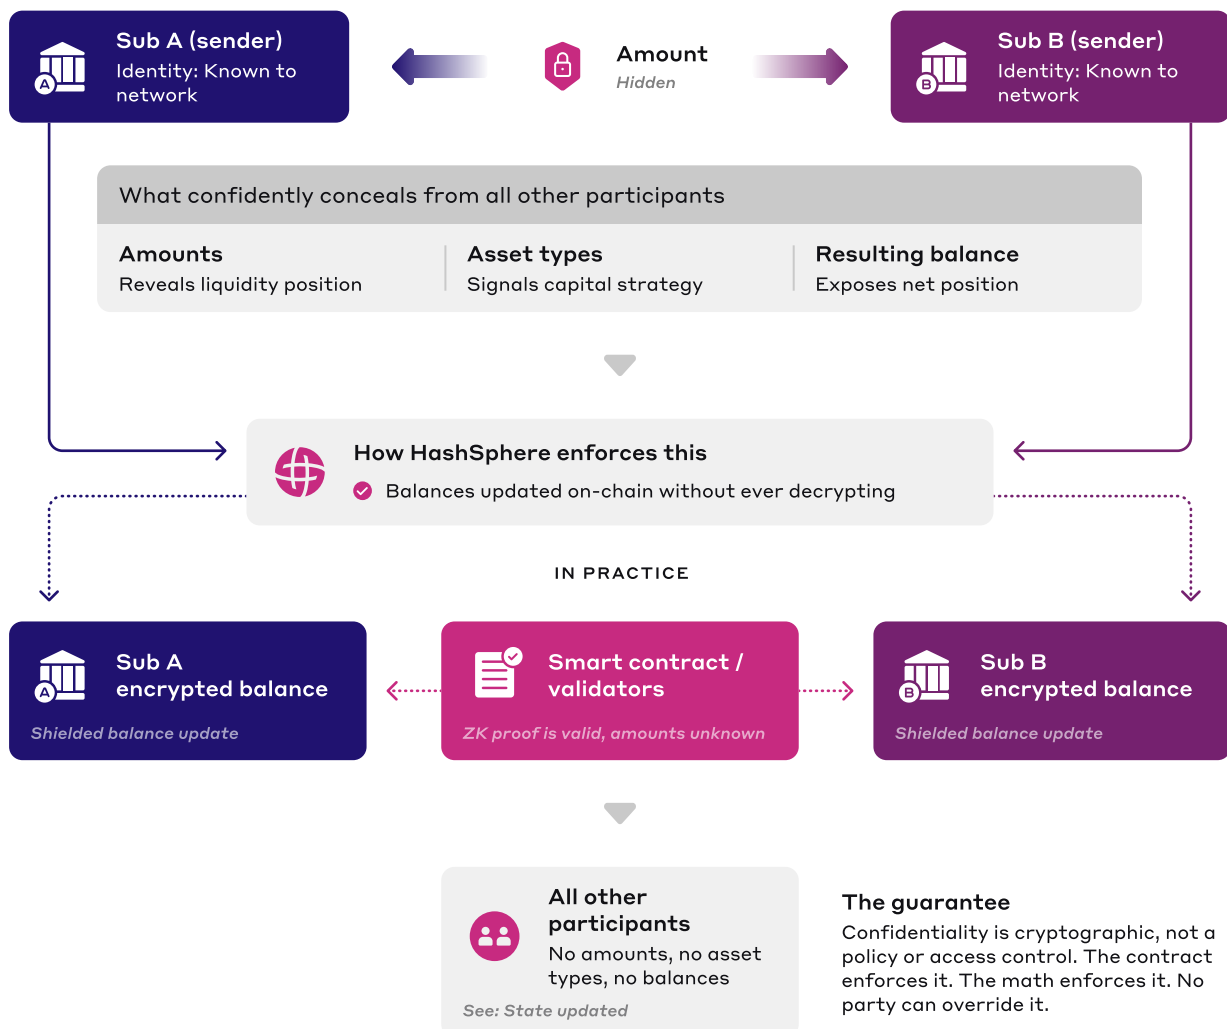 Sub A (sender)
Identity: Known to
network
A
Amount
Hidden
Sub B (sender)
Identity: Known to
network
B
What confidently conceals from all other participants
Amounts
Reveals liquidity position
Asset types
Signals capital strategy
Resulting balance
Exposes net position
How HashSphere enforces this
Balances updated on-chain without ever decrypting
IN PRACTICE
A
Sub A
encrypted balance
Shielded balance update
Smart contract /
validators
ZK proof is valid, amounts unknown
B
Sub B
encrypted balance
Shielded balance update
All other
participants
No amounts, no asset
types, no balances
See: State updated
The guarantee
Confidentiality is cryptographic, not a
policy or access control. The contract
enforces it. The math enforces it. No
party can override it.